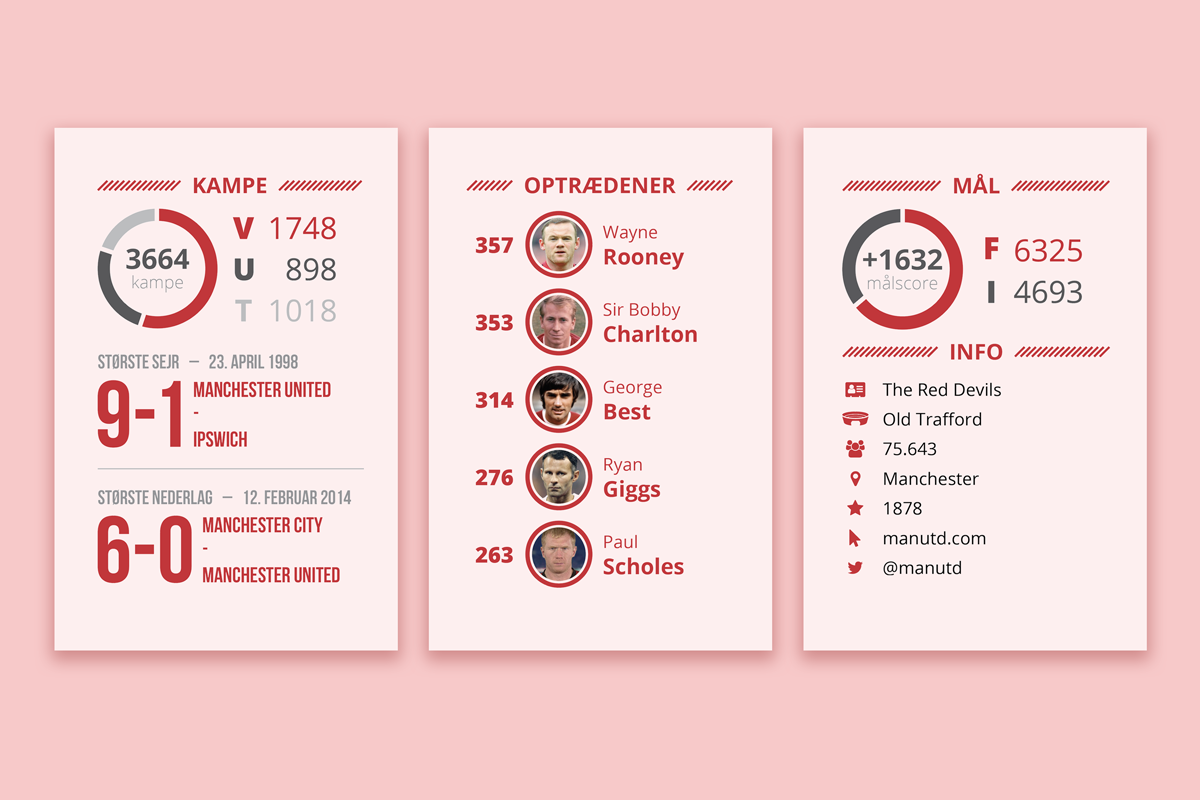 KAMPE
3664
kampe
V 1748
U 898
T 1018
STØRSTE SEJR – 23. APRIL 1998
9-1
MANCHESTER UNITED
-
IPSWICH
STØRSTE NEDERLAG – 12. FEBRUAR 2014
6-0
MANCHESTER CITY
-
MANCHESTER UNITED
OPTRÆDENER
357
Wayne
Rooney
353
Sir Bobby
Charlton
314
George
Best
276
Ryan
Giggs
263
Paul
Scholes
MÅL
+1632
målscore
F 6325
I 4693
INFO
The Red Devils
Old Trafford
75.643
Manchester
1878
manutd.com
@manutd